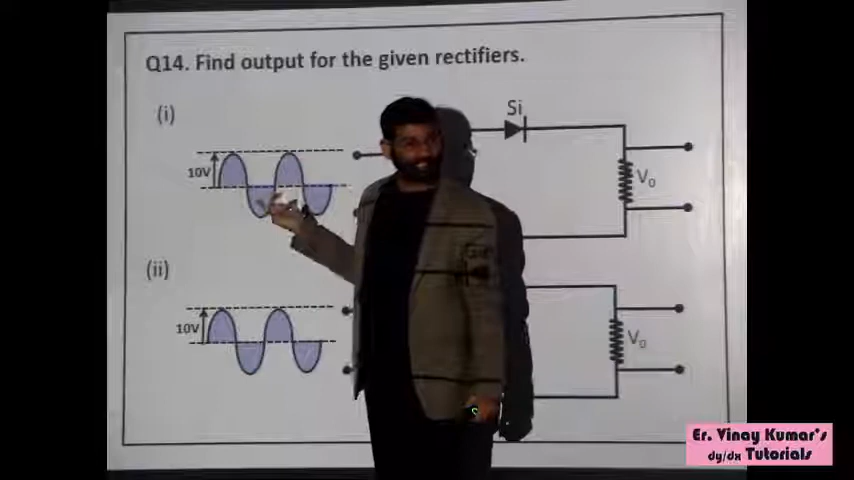 Q14. Find output for the given rectifiers.
(i)
Si
10V
V₀
(ii)
10V
V₀
Er. Vinay Kumar's
dy/dx Tutorials